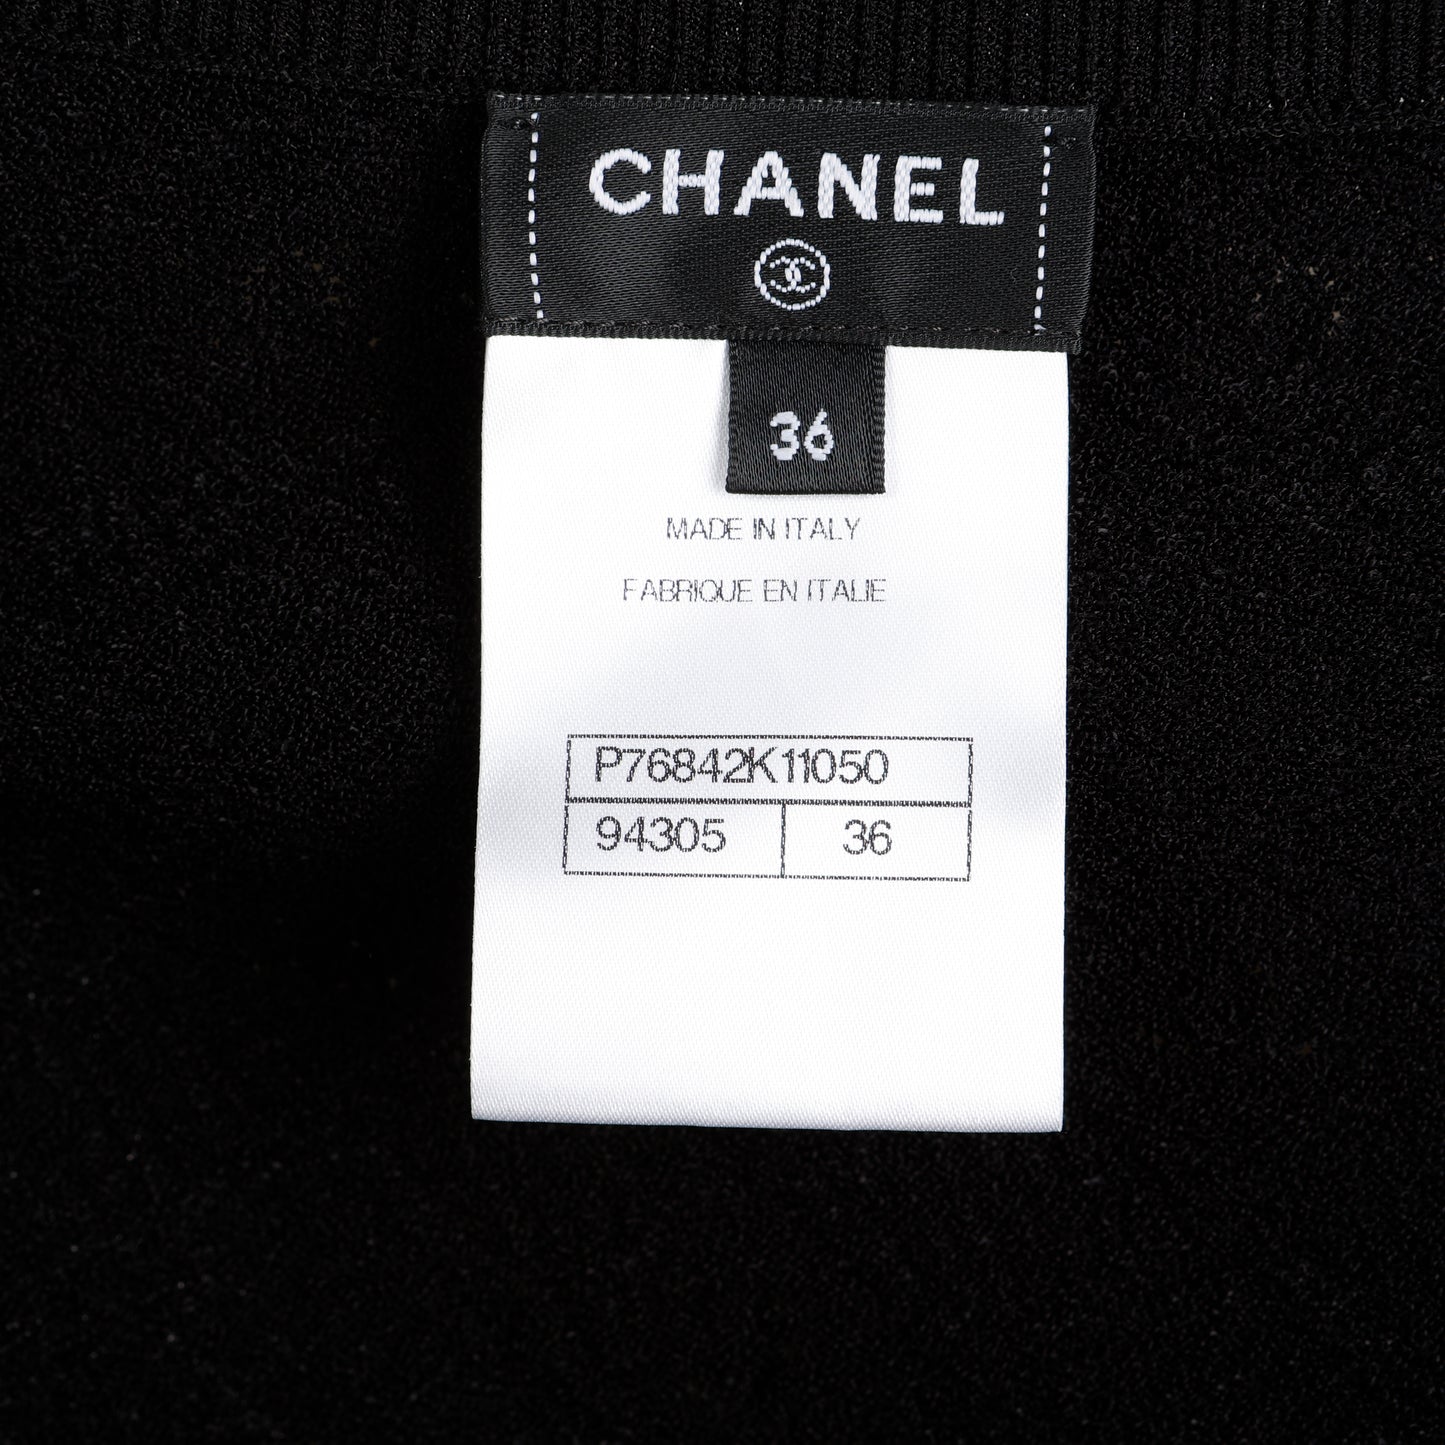 CHANEL
36
MADE IN ITALY
FABRIQUE EN ITALIE
P76842K11050
94305 36